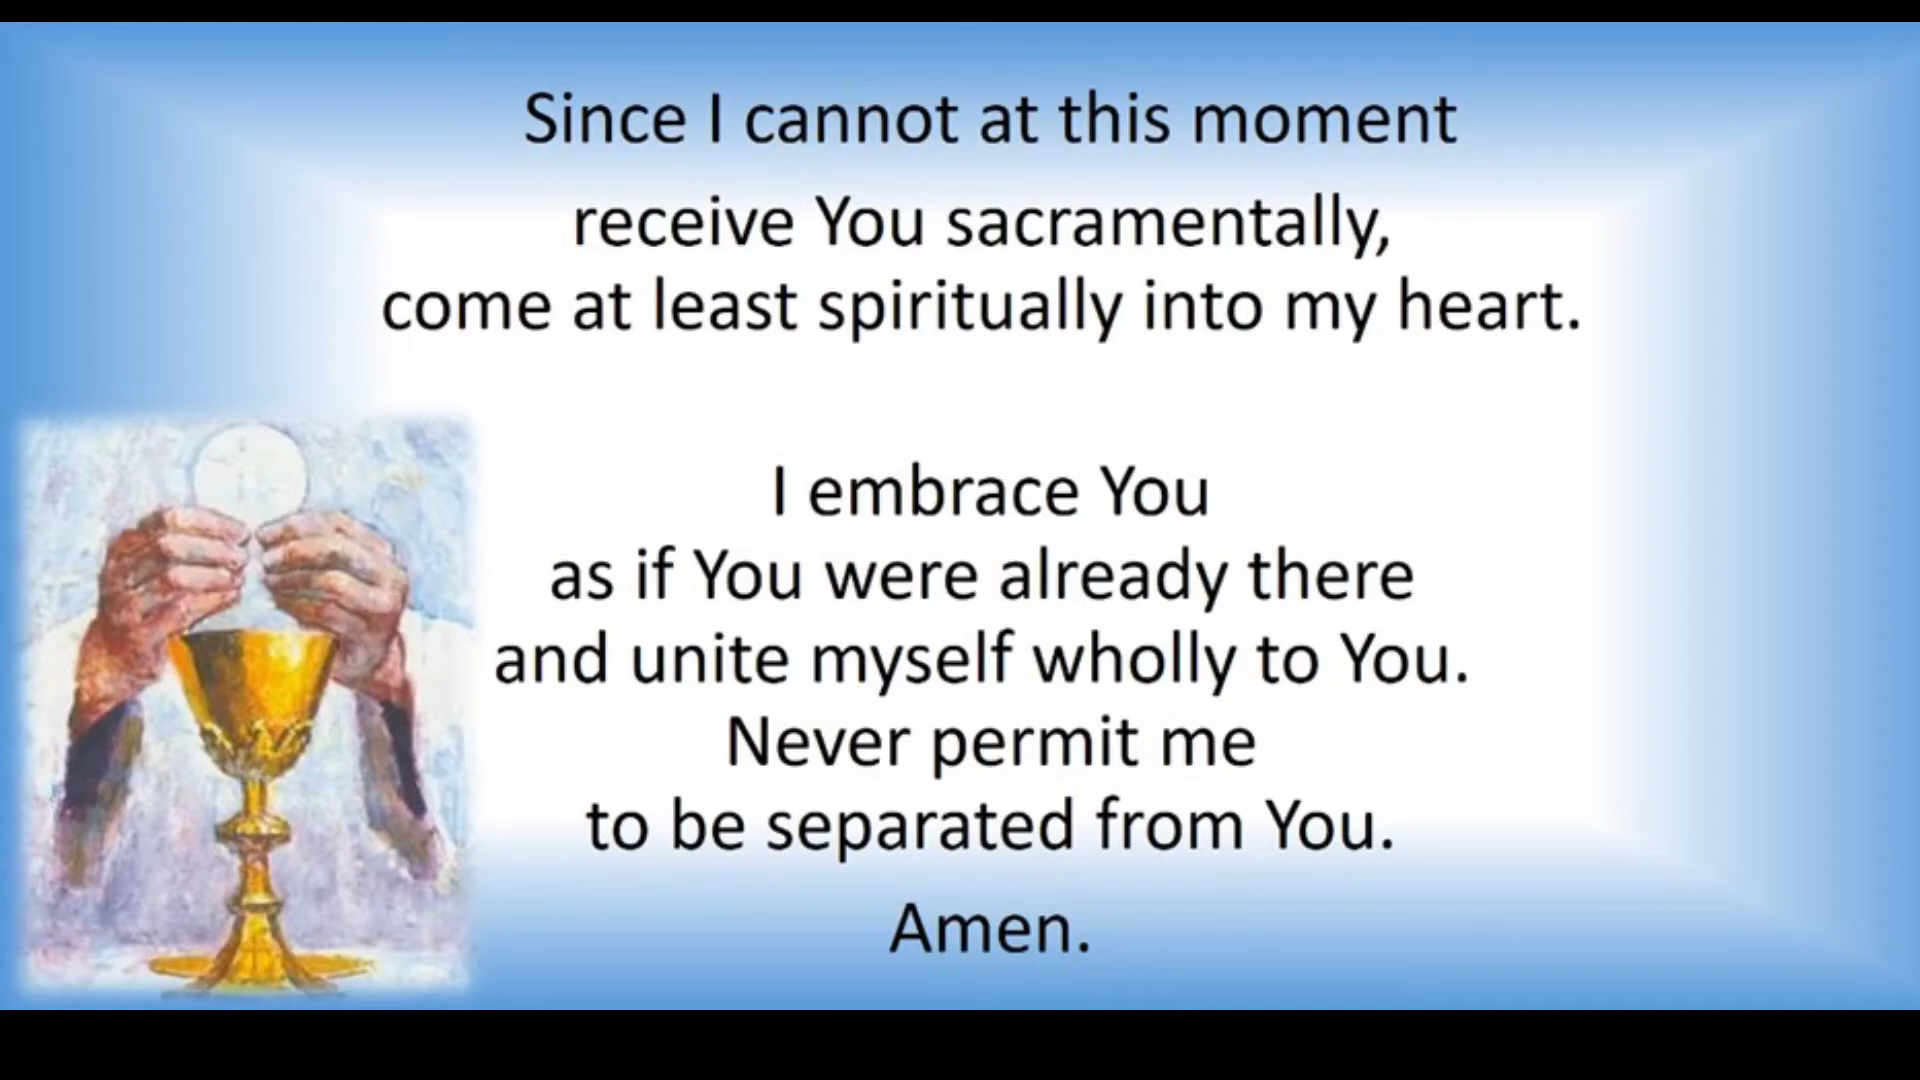 Since I cannot at this moment
receive You sacramentally,
come at least spiritually into my heart.
I embrace You
as if You were already there
and unite myself wholly to You.
Never permit me
to be separated from You.
Amen.